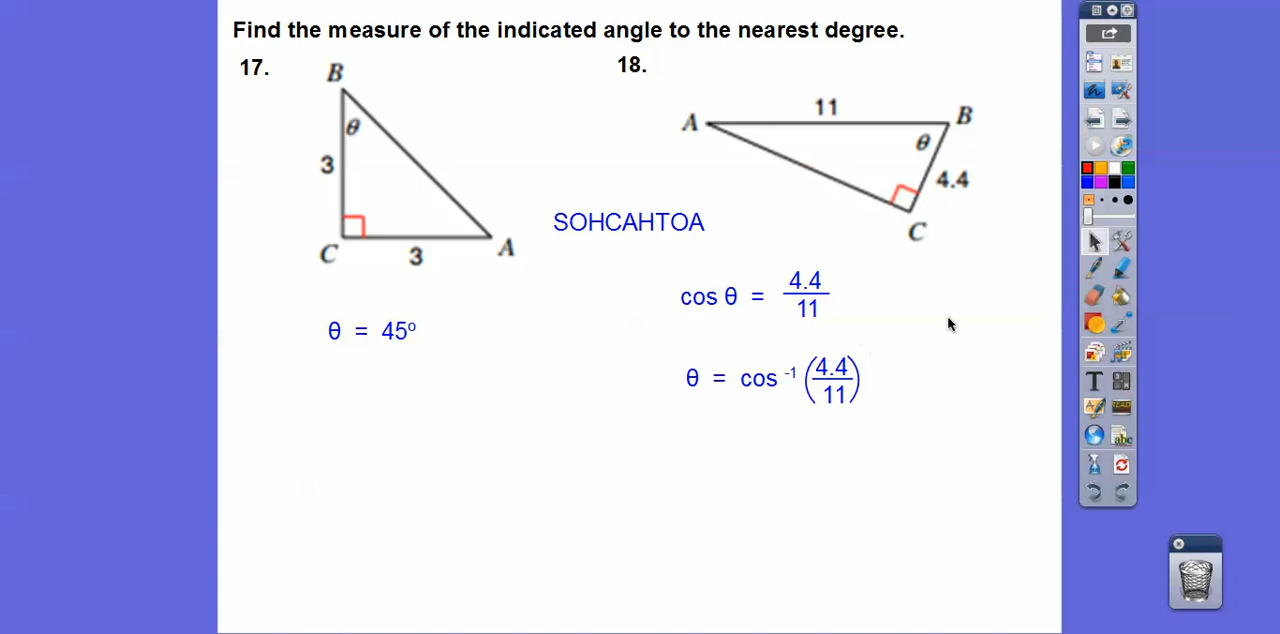 Find the measure of the indicated angle to the nearest degree.
17.
B
θ
3
C
3
A
18.
11
A
B
θ
4.4
C
SOHCAHTOA
θ = 45º
cos θ = 4.4/11
θ = cos ⁻¹ (4.4/11)
T